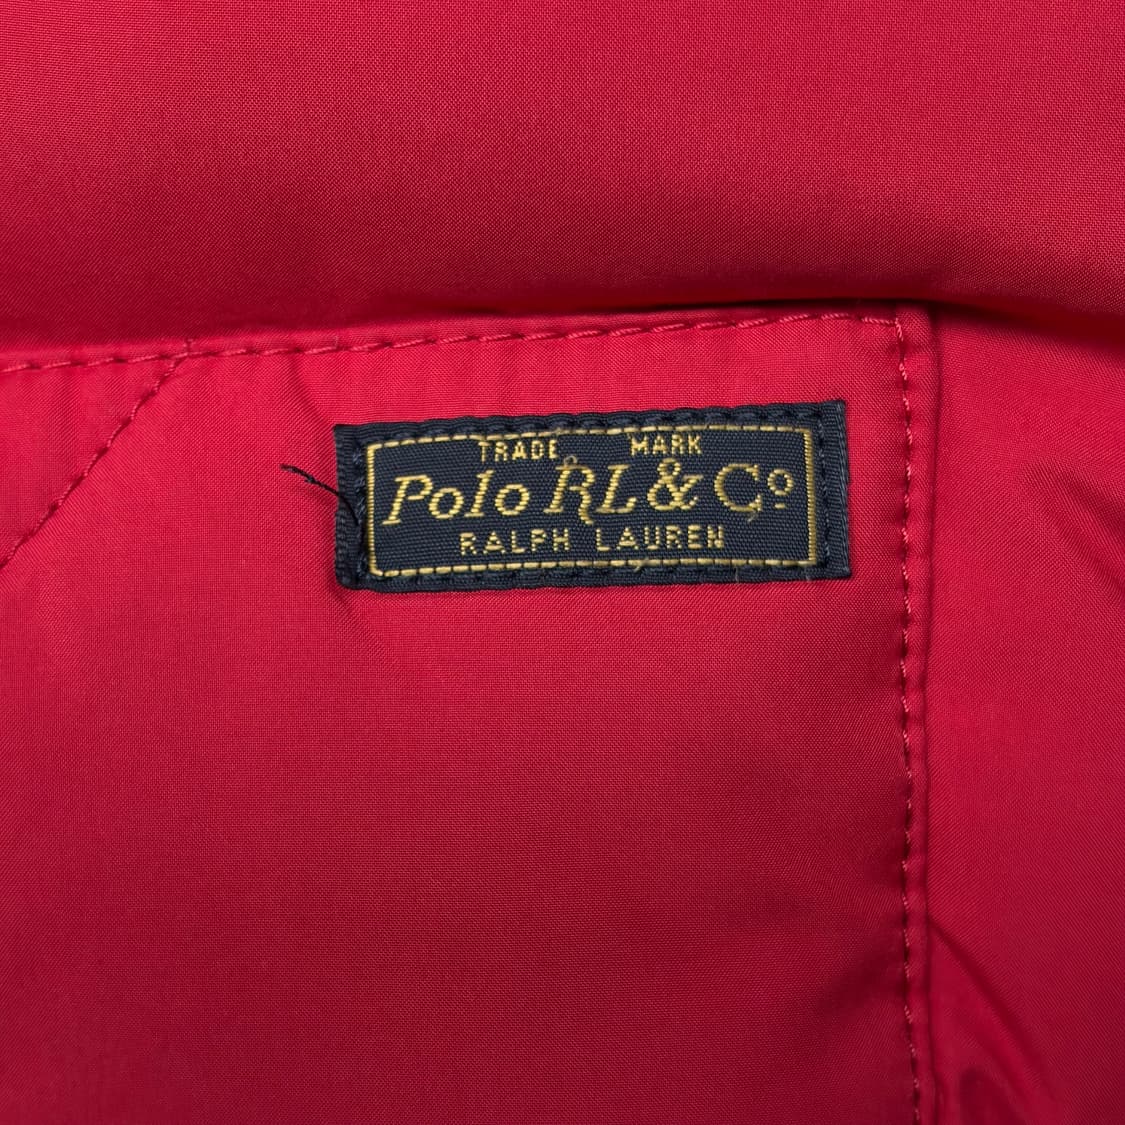 TRADE MARK
Polo RL & Co
RALPH LAUREN